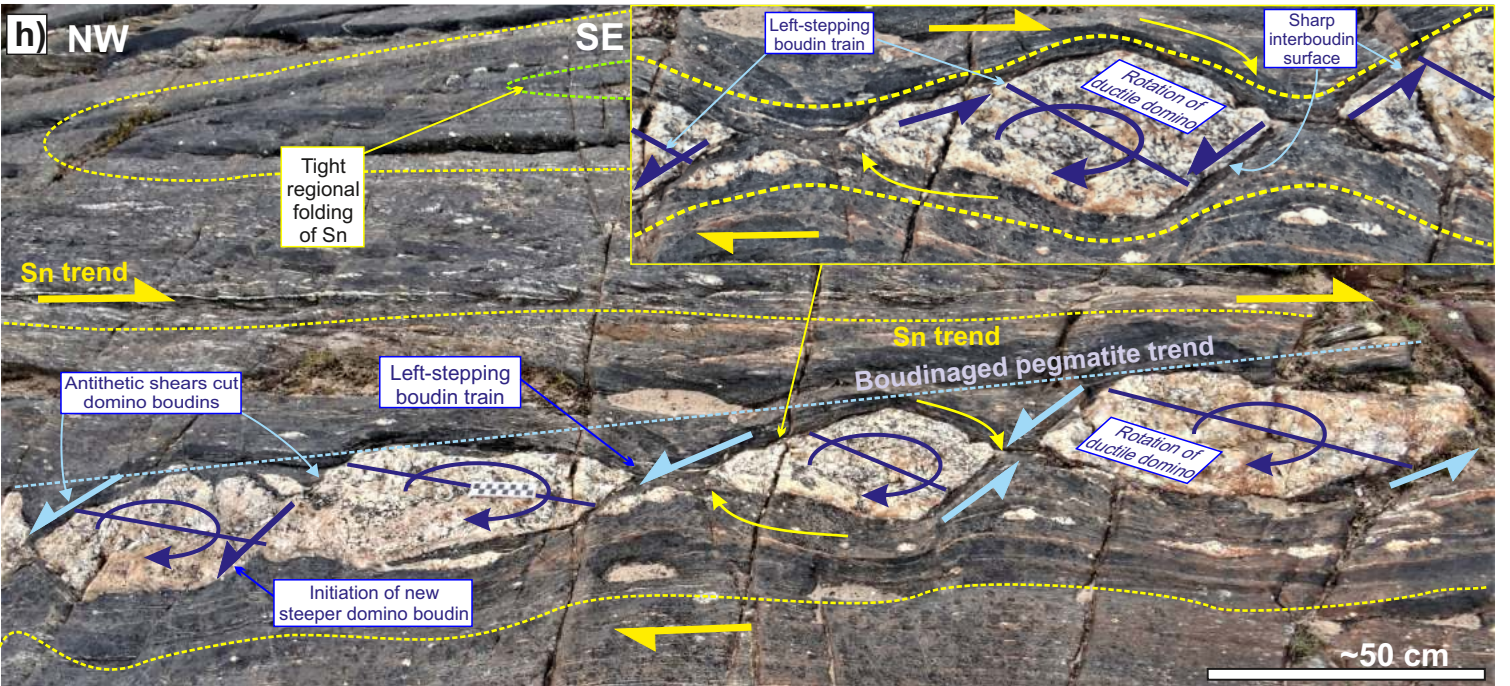 h)
NW
SE
Left-stepping
boudin train
Sharp
interboudin
surface
Rotation of
ductile domino
Tight
regional
folding
of Sn
Sn trend
Sn trend
Boudinaged pegmatite trend
Antithetic shears cut
domino boudins
Left-stepping
boudin train
Rotation of
ductile domino
Initiation of new
steeper domino boudin
~50 cm